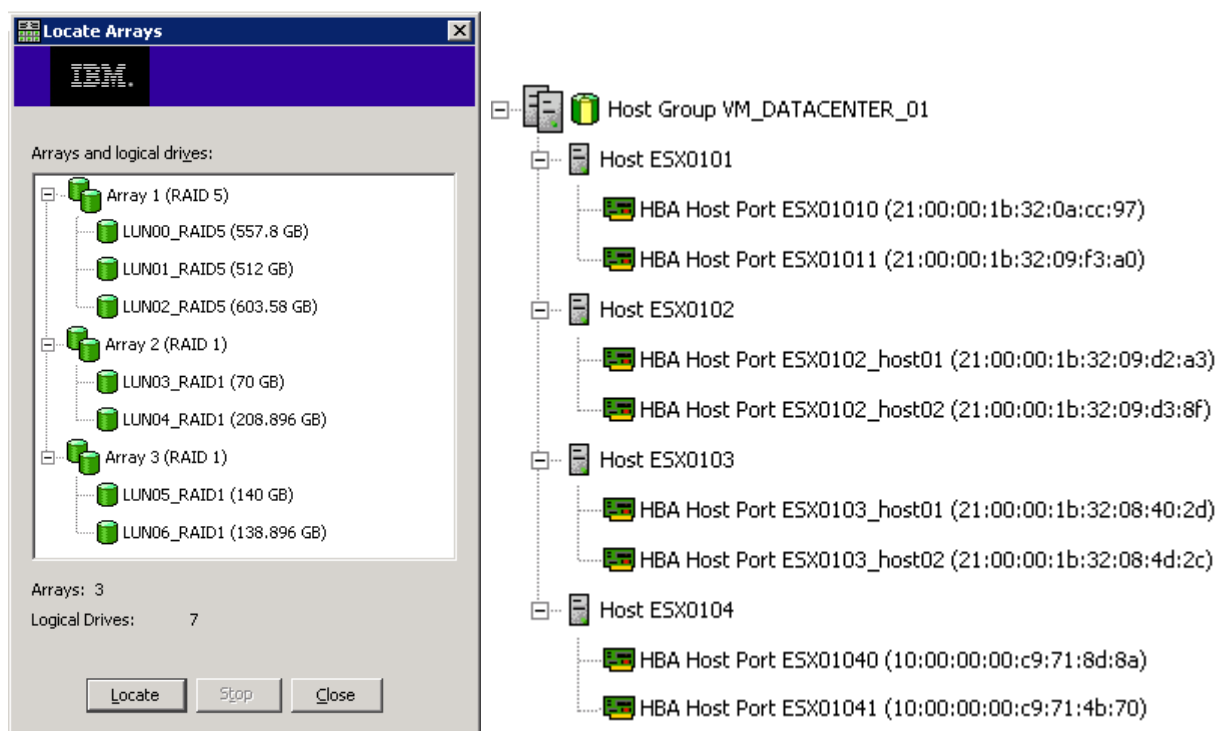 Locate Arrays
IBM.
Arrays and logical drives:
Array 1 (RAID 5)
LUN00_RAID5 (557.8 GB)
LUN01_RAID5 (512 GB)
LUN02_RAID5 (603.58 GB)
Array 2 (RAID 1)
LUN03_RAID1 (70 GB)
LUN04_RAID1 (208.896 GB)
Array 3 (RAID 1)
LUN05_RAID1 (140 GB)
LUN06_RAID1 (138.896 GB)
Arrays: 3
Logical Drives: 7
Locate Stop Close
Host Group VM_DATACENTER_01
Host ESX0101
HBA Host Port ESX01010 (21:00:00:1b:32:0a:cc:97)
HBA Host Port ESX01011 (21:00:00:1b:32:09:f3:a0)
Host ESX0102
HBA Host Port ESX0102_host01 (21:00:00:1b:32:09:d2:a3)
HBA Host Port ESX0102_host02 (21:00:00:1b:32:09:d3:8f)
Host ESX0103
HBA Host Port ESX0103_host01 (21:00:00:1b:32:08:40:2d)
HBA Host Port ESX0103_host02 (21:00:00:1b:32:08:4d:2c)
Host ESX0104
HBA Host Port ESX01040 (10:00:00:00:c9:71:8d:8a)
HBA Host Port ESX01041 (10:00:00:00:c9:71:4b:70)